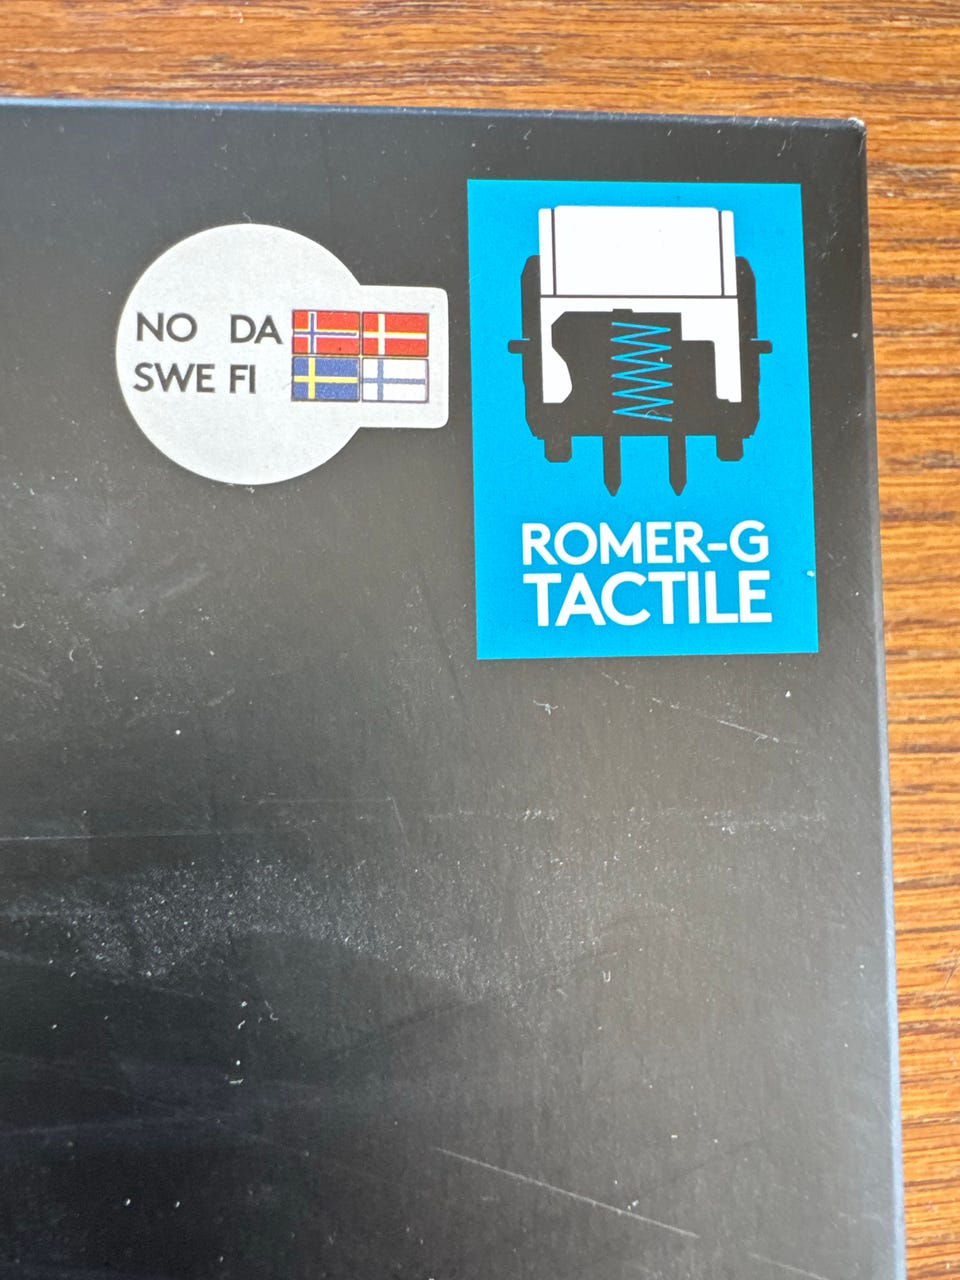 NO DA
SWE FI
ROMER-G
TACTILE